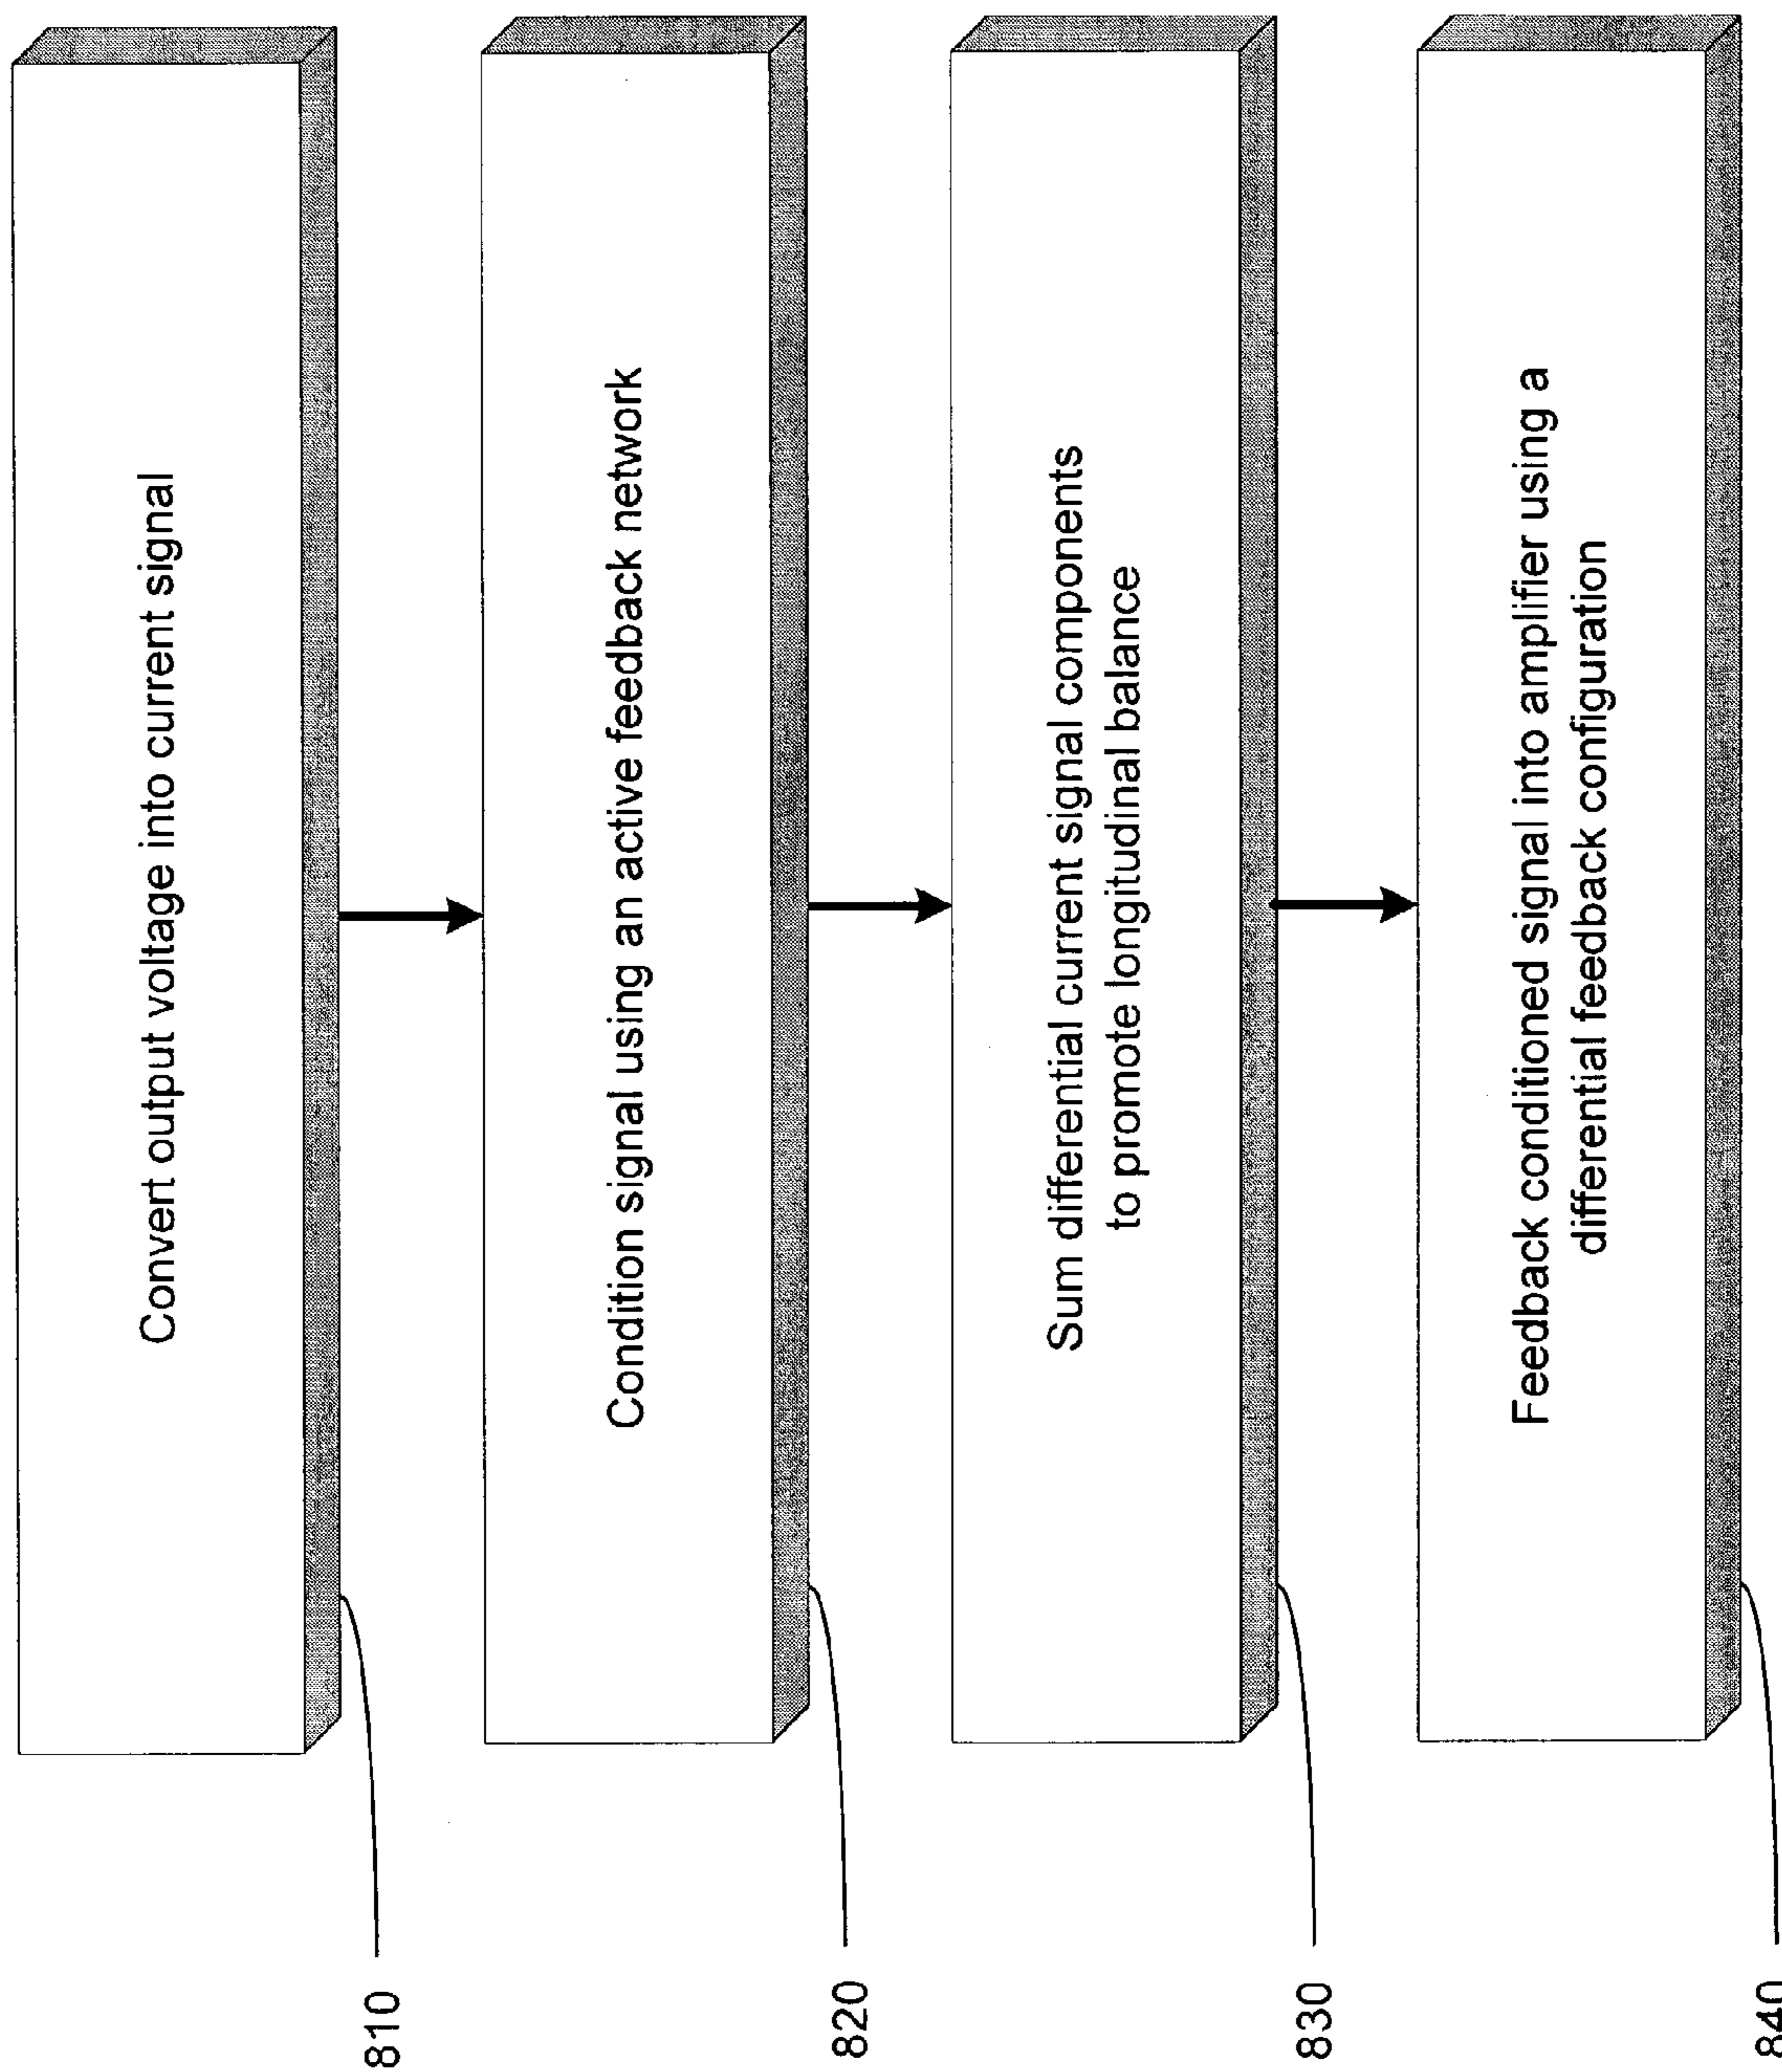 Convert output voltage into current signal
810
Condition signal using an active feedback network
820
Sum differential current signal components
to promote longitudinal balance
830
Feedback conditioned signal into amplifier using a
differential feedback configuration
840